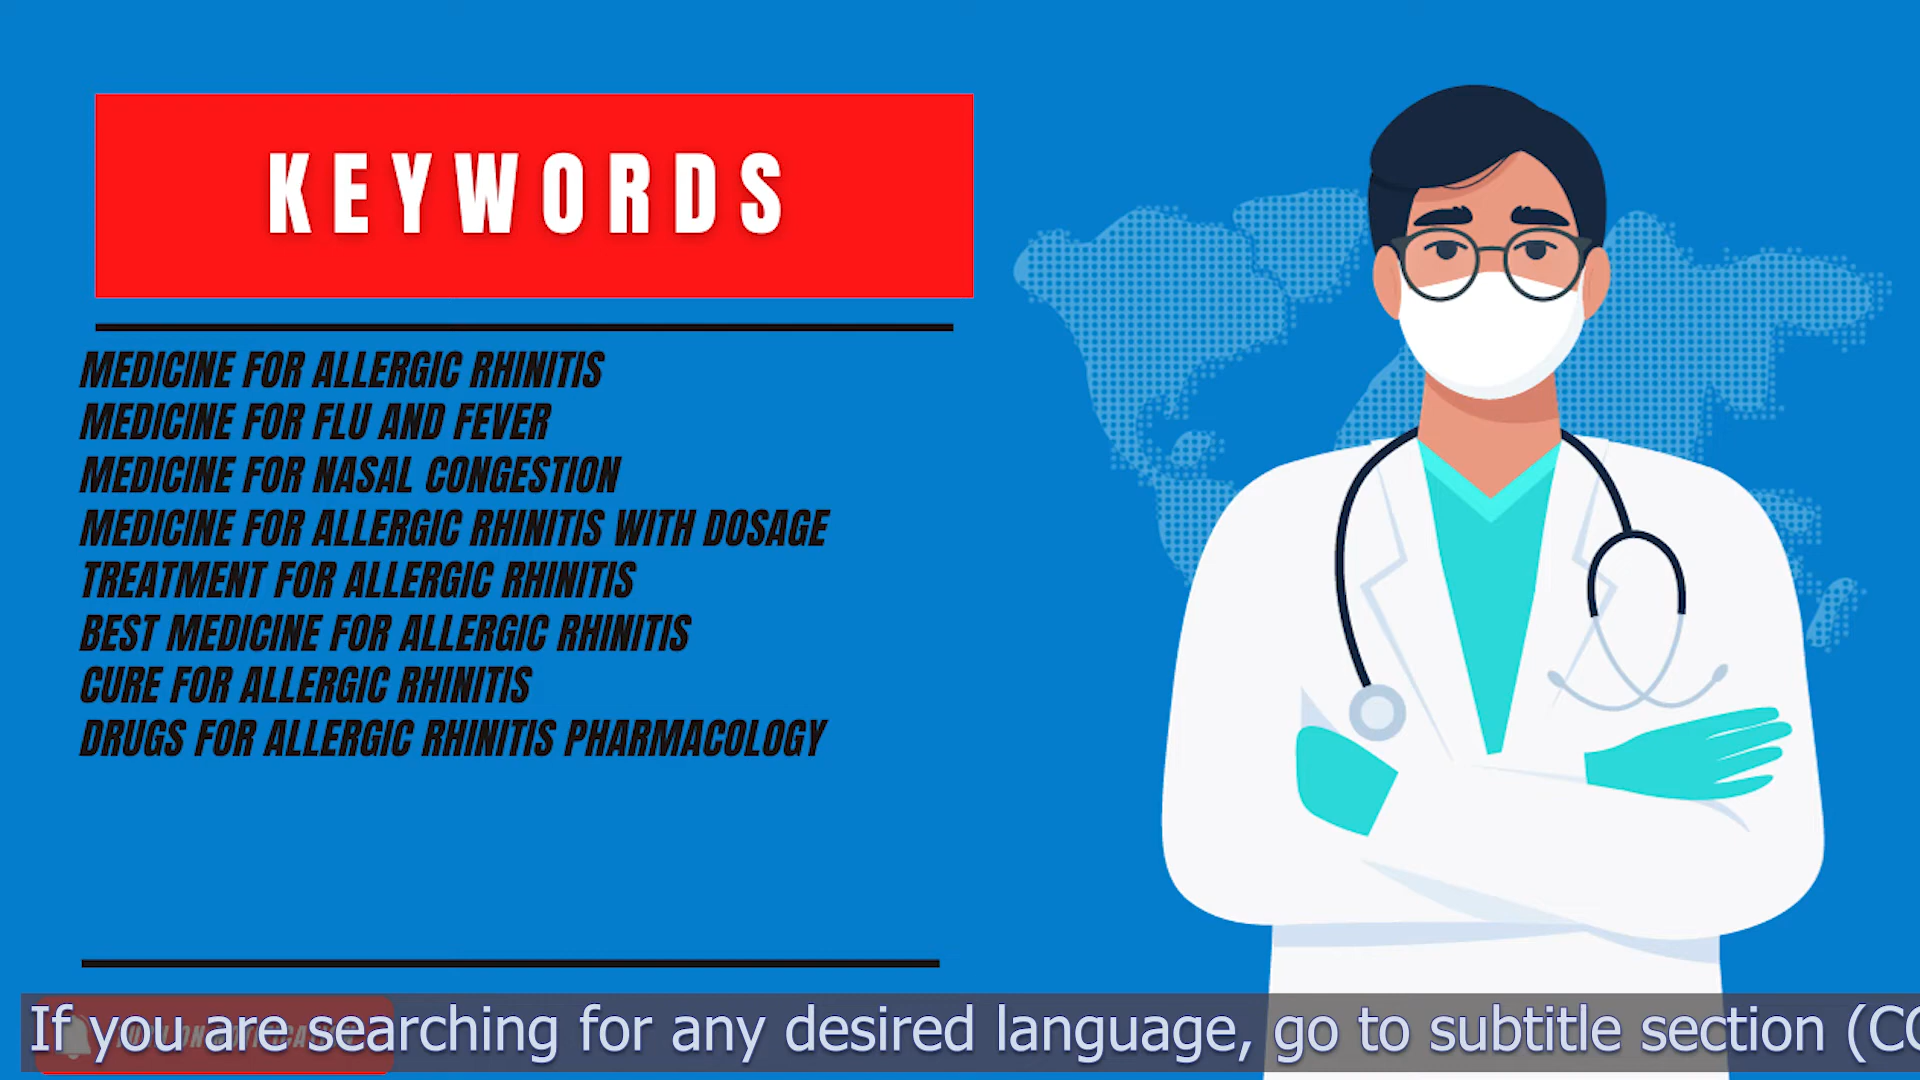 KEYWORDS
MEDICINE FOR ALLERGIC RHINITIS
MEDICINE FOR FLU AND FEVER
MEDICINE FOR NASAL CONGESTION
MEDICINE FOR ALLERGIC RHINITIS WITH DOSAGE
TREATMENT FOR ALLERGIC RHINITIS
BEST MEDICINE FOR ALLERGIC RHINITIS
CURE FOR ALLERGIC RHINITIS
DRUGS FOR ALLERGIC RHINITIS PHARMACOLOGY
If you are searching for any desired language, go to subtitle section (CC